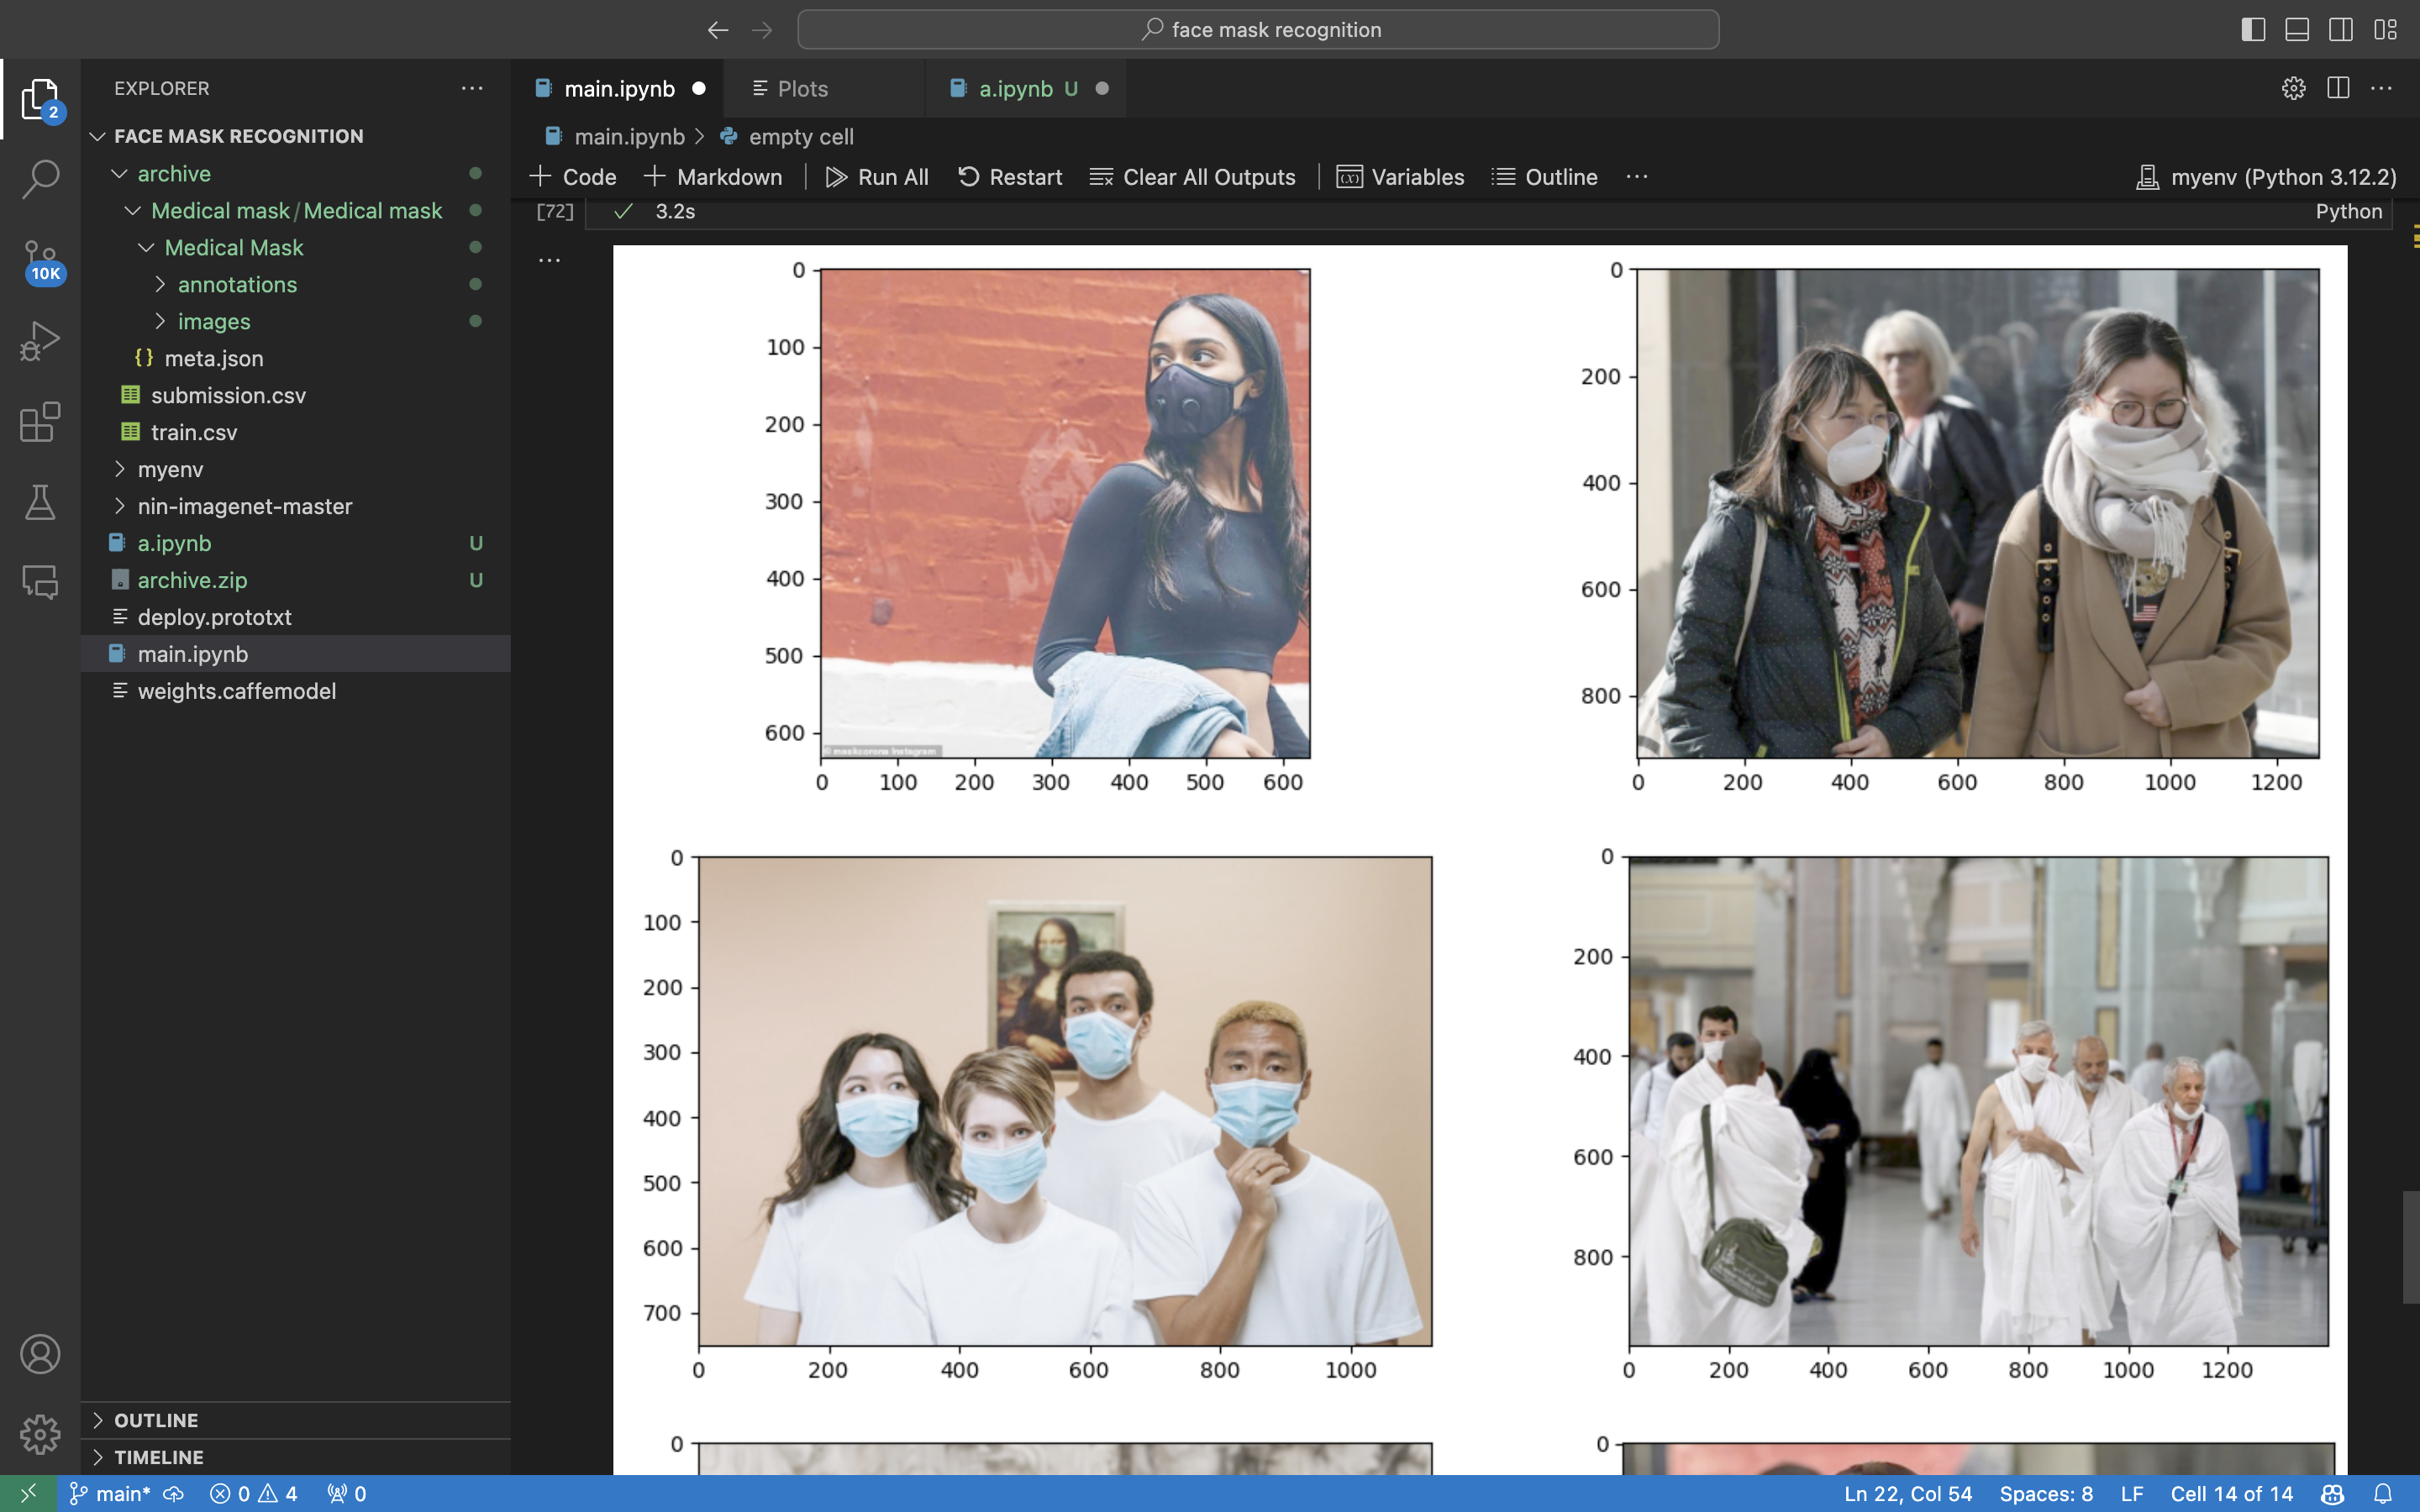 face mask recognition
EXPLORER
2
FACE MASK RECOGNITION
archive
Medical mask/Medical mask
Medical Mask
annotations
images
{} meta.json
submission.csv
train.csv
myenv
nin-imagenet-master
a.ipynb U
archive.zip U
deploy.prototxt
main.ipynb
weights.caffemodel
10K
OUTLINE
TIMELINE
main.ipynb
Plots
a.ipynb U
main.ipynb > empty cell
+ Code + Markdown Run All Restart Clear All Outputs Variables Outline ...
myenv (Python 3.12.2)
[72] ✓ 3.2s Python
...
0
100
200
300
400
500
600
© maskcorona Instagram
0 100 200 300 400 500 600
0
200
400
600
800
0 200 400 600 800 1000 1200
0
100
200
300
400
500
600
700
0 200 400 600 800 1000
0
200
400
600
800
0 200 400 600 800 1000 1200
0
0
main* 0 4 0
Ln 22, Col 54 Spaces: 8 LF Cell 14 of 14